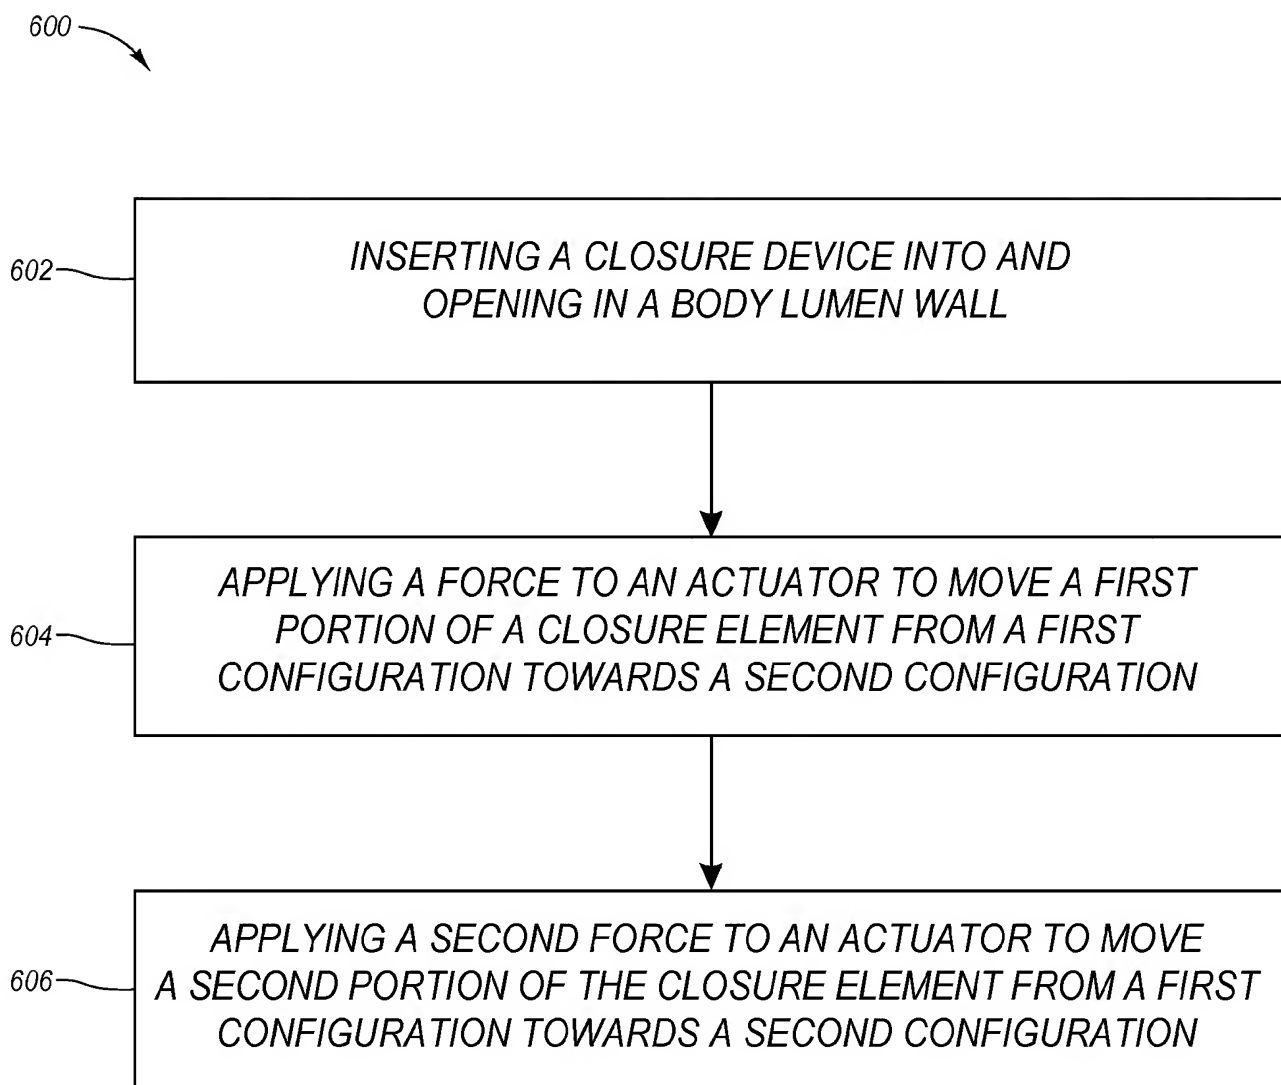 600
602
INSERTING A CLOSURE DEVICE INTO AND
OPENING IN A BODY LUMEN WALL
604
APPLYING A FORCE TO AN ACTUATOR TO MOVE A FIRST
PORTION OF A CLOSURE ELEMENT FROM A FIRST
CONFIGURATION TOWARDS A SECOND CONFIGURATION
606
APPLYING A SECOND FORCE TO AN ACTUATOR TO MOVE
A SECOND PORTION OF THE CLOSURE ELEMENT FROM A FIRST
CONFIGURATION TOWARDS A SECOND CONFIGURATION